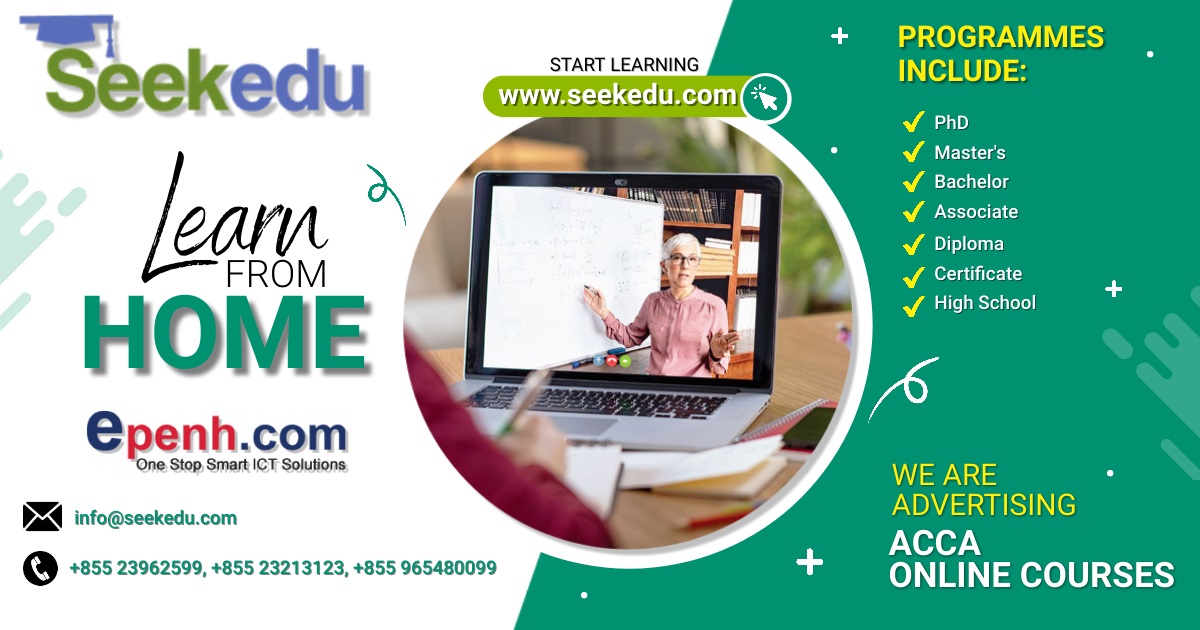 Seekedu
Learn
FROM
HOME
epenh.com
One Stop Smart ICT Solutions
info@seekedu.com
+855 23962599, +855 23213123, +855 965480099
START LEARNING
www.seekedu.com
PROGRAMMES
INCLUDE:
PhD
Master's
Bachelor
Associate
Diploma
Certificate
High School
WE ARE
ADVERTISING
ACCA
ONLINE COURSES